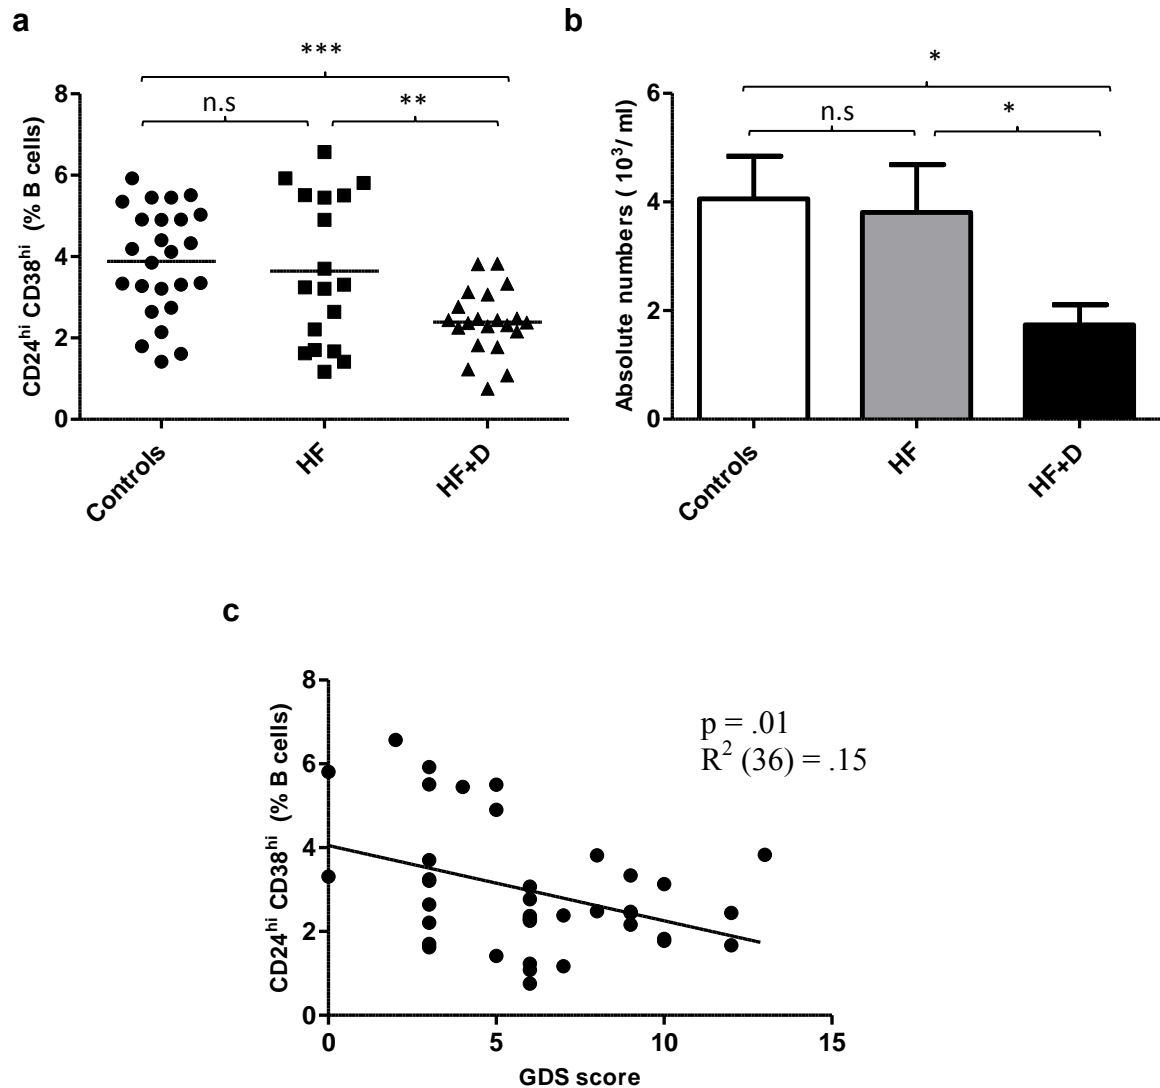 a
***
n.s
**
CD24hi CD38hi (% B cells)
8
6
4
2
0
Controls
HF
HF+D
b
*
n.s
*
Absolute numbers ( 10³/ ml)
6
4
2
0
Controls
HF
HF+D
c
CD24hi CD38hi (% B cells)
8
6
4
2
0
p = .01
R² (36) = .15
0 5 10 15
GDS score